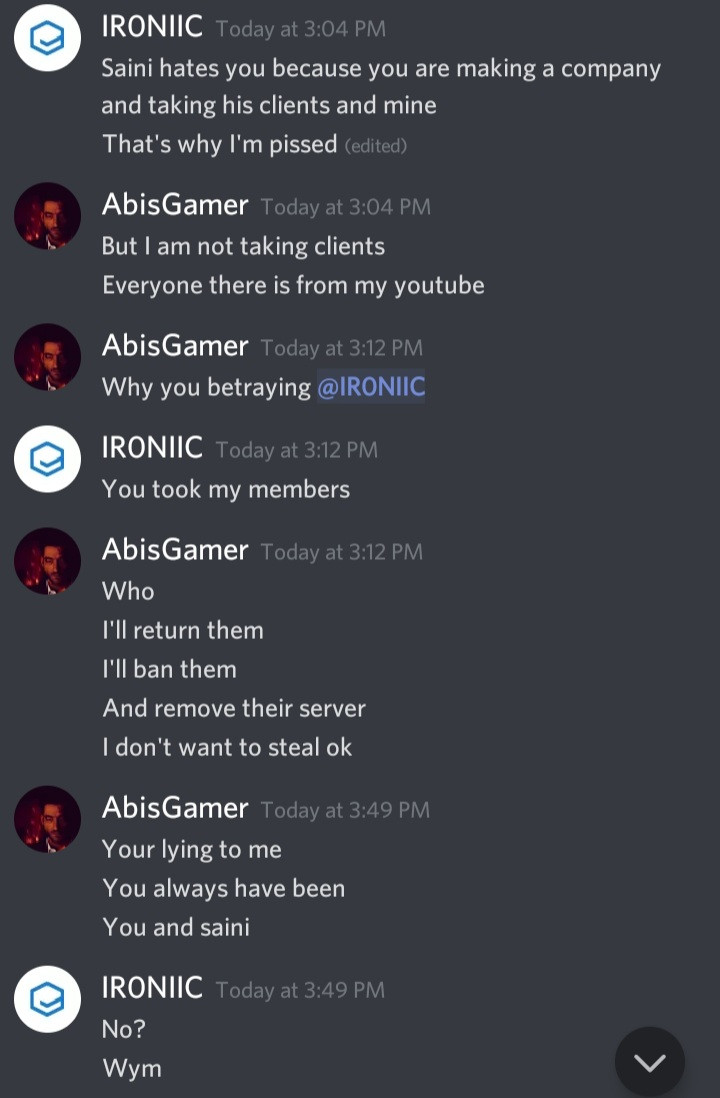 IR0NIIC Today at 3:04 PM
Saini hates you because you are making a company
and taking his clients and mine
That's why I'm pissed (edited)
AbisGamer Today at 3:04 PM
But I am not taking clients
Everyone there is from my youtube
AbisGamer Today at 3:12 PM
Why you betraying @IR0NIIC
IR0NIIC Today at 3:12 PM
You took my members
AbisGamer Today at 3:12 PM
Who
I'll return them
I'll ban them
And remove their server
I don't want to steal ok
AbisGamer Today at 3:49 PM
Your lying to me
You always have been
You and saini
IR0NIIC Today at 3:49 PM
No?
Wym